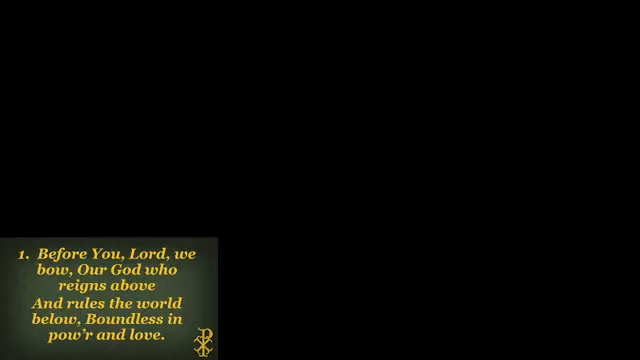 1. Before You, Lord, we
bow, Our God who
reigns above
And rules the world
below, Boundless in
pow'r and love.